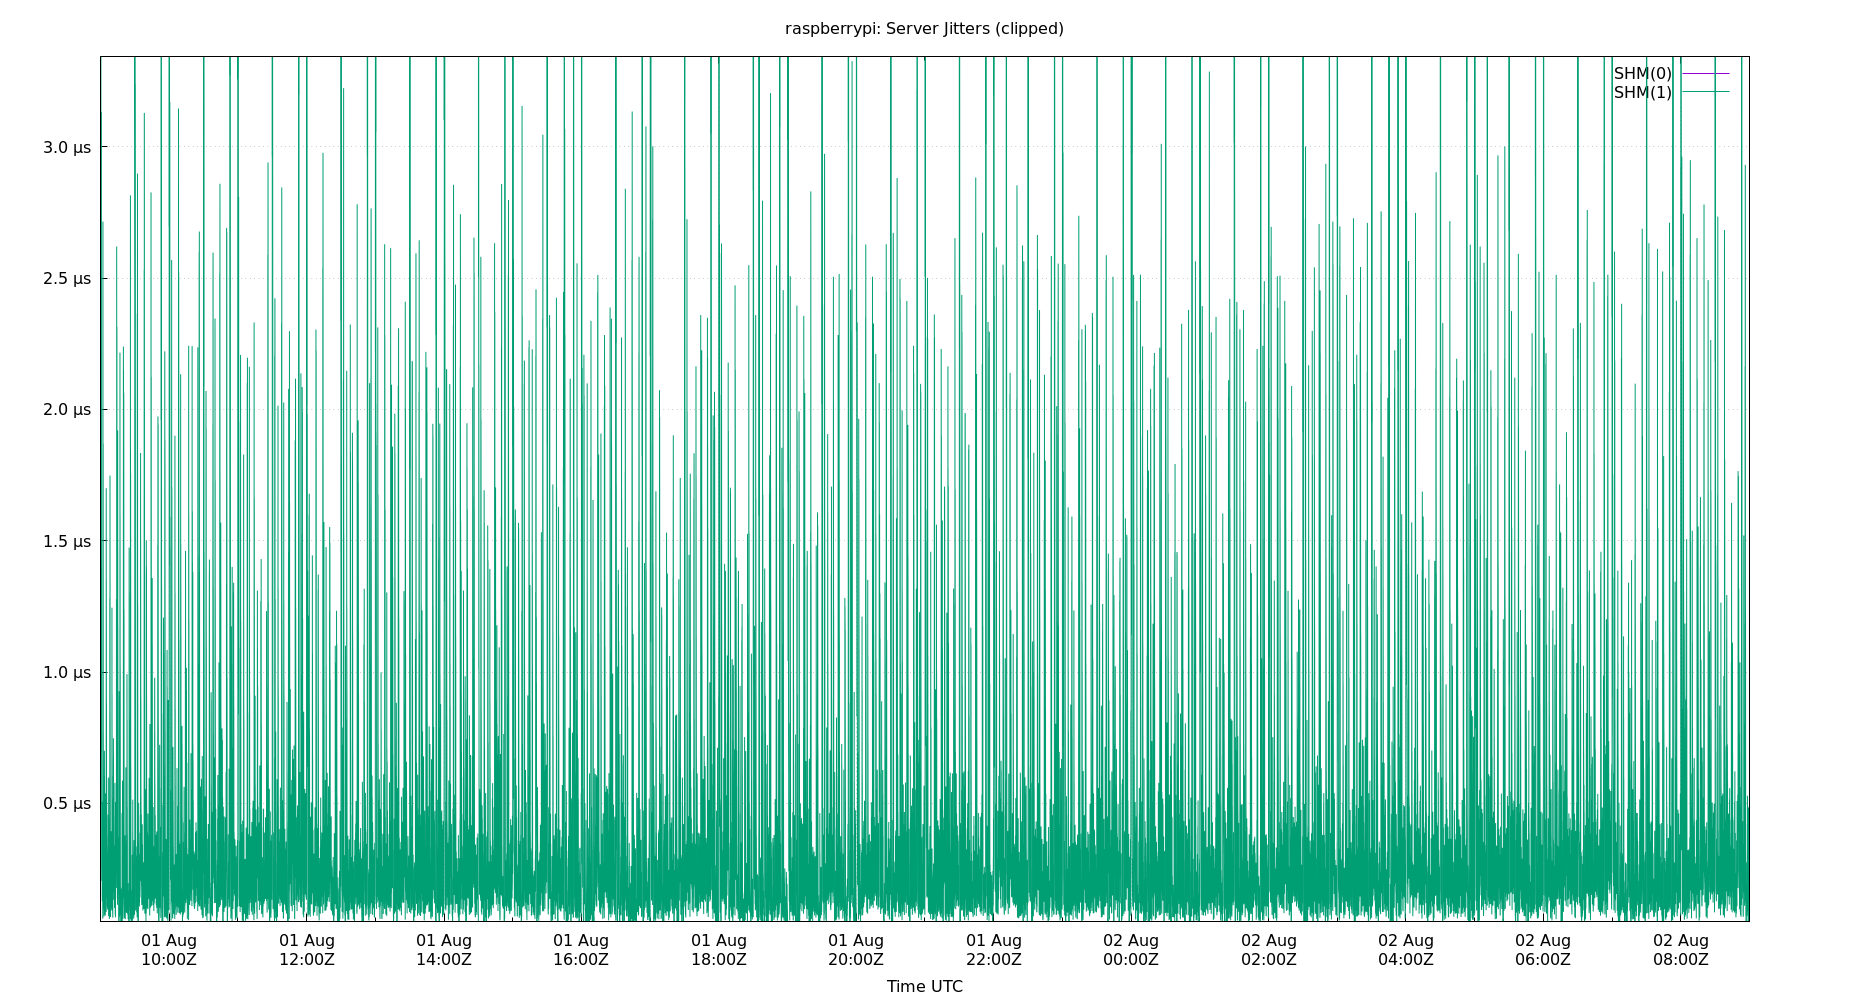 raspberrypi: Server Jitters (clipped)
SHM(0)
SHM(1)
3.0 µs
2.5 µs
2.0 µs
1.5 µs
1.0 µs
0.5 µs
01 Aug 01 Aug 01 Aug 01 Aug 01 Aug 01 Aug 01 Aug 02 Aug 02 Aug 02 Aug 02 Aug 02 Aug
10:00Z 12:00Z 14:00Z 16:00Z 18:00Z 20:00Z 22:00Z 00:00Z 02:00Z 04:00Z 06:00Z 08:00Z
Time UTC